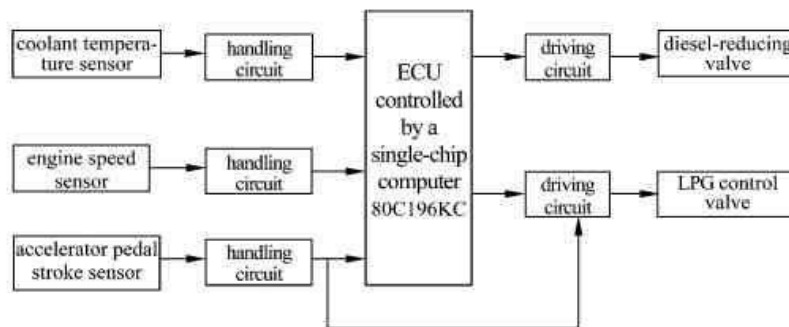 coolant tempera-
ture sensor
handling
circuit
ECU
controlled
by a
single-chip
computer
80C196KC
driving
circuit
diesel-reducing
valve
engine speed
sensor
handling
circuit
driving
circuit
LPG control
valve
accelerator pedal
stroke sensor
handling
circuit